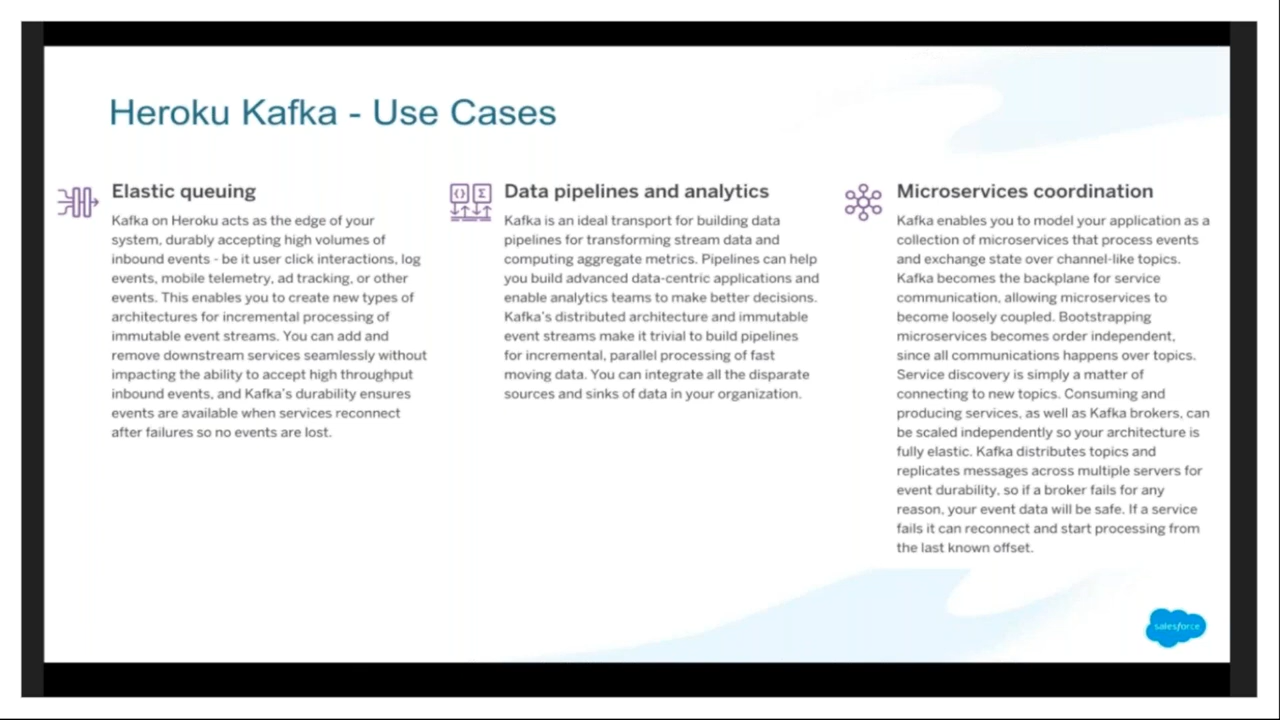 Heroku Kafka - Use Cases
Elastic queuing
Kafka on Heroku acts as the edge of your
system, durably accepting high volumes of
inbound events - be it user click interactions, log
events, mobile telemetry, ad tracking, or other
events. This enables you to create new types of
architectures for incremental processing of
immutable event streams. You can add and
remove downstream services seamlessly without
impacting the ability to accept high throughput
inbound events, and Kafka's durability ensures
events are available when services reconnect
after failures so no events are lost.
{} Σ
Data pipelines and analytics
Kafka is an ideal transport for building data
pipelines for transforming stream data and
computing aggregate metrics. Pipelines can help
you build advanced data-centric applications and
enable analytics teams to make better decisions.
Kafka's distributed architecture and immutable
event streams make it trivial to build pipelines
for incremental, parallel processing of fast
moving data. You can integrate all the disparate
sources and sinks of data in your organization.
Microservices coordination
Kafka enables you to model your application as a
collection of microservices that process events
and exchange state over channel-like topics.
Kafka becomes the backplane for service
communication, allowing microservices to
become loosely coupled. Bootstrapping
microservices becomes order independent,
since all communications happens over topics.
Service discovery is simply a matter of
connecting to new topics. Consuming and
producing services, as well as Kafka brokers, can
be scaled independently so your architecture is
fully elastic. Kafka distributes topics and
replicates messages across multiple servers for
event durability, so if a broker fails for any
reason, your event data will be safe. If a service
fails it can reconnect and start processing from
the last known offset.
salesforce